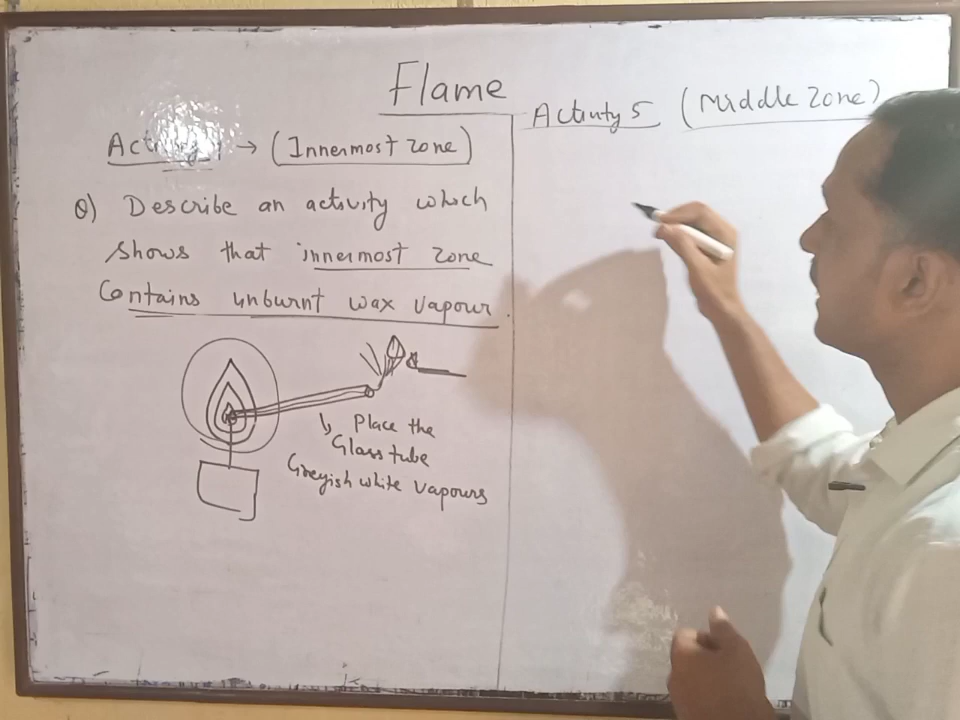 Flame
→ (Innermost zone)
Q) Describe an activity which
shows that innermost zone
Contains unburnt wax vapour.
Place the
Glass tube
Greyish white vapours
Activity 5 (Middle zone)